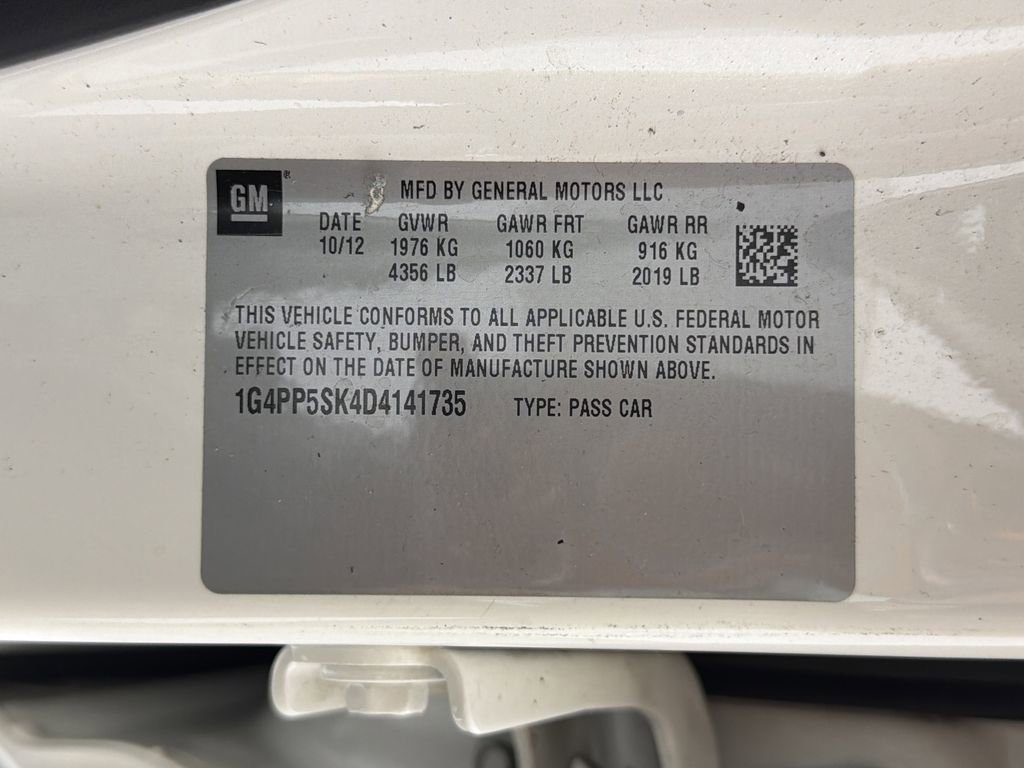 GM
MFD BY GENERAL MOTORS LLC
DATE GVWR GAWR FRT GAWR RR
10/12 1976 KG 1060 KG 916 KG
4356 LB 2337 LB 2019 LB
THIS VEHICLE CONFORMS TO ALL APPLICABLE U.S. FEDERAL MOTOR
VEHICLE SAFETY, BUMPER, AND THEFT PREVENTION STANDARDS IN
EFFECT ON THE DATE OF MANUFACTURE SHOWN ABOVE.
1G4PP5SK4D4141735 TYPE: PASS CAR